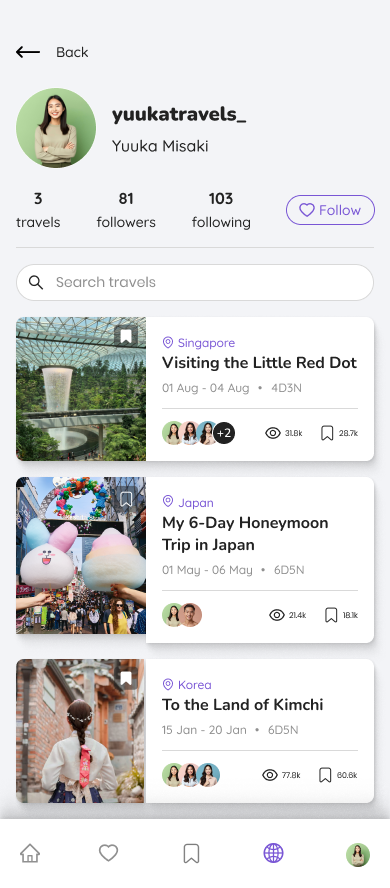 Back
yuukatravels_
Yuuka Misaki
3 81 103
travels followers following
Follow
Search travels
Singapore
Visiting the Little Red Dot
01 Aug - 04 Aug • 4D3N
+2 31.8k 28.7k
Japan
My 6-Day Honeymoon
Trip in Japan
01 May - 06 May • 6D5N
21.4k 18.1k
Korea
To the Land of Kimchi
15 Jan - 20 Jan • 6D5N
77.8k 60.6k